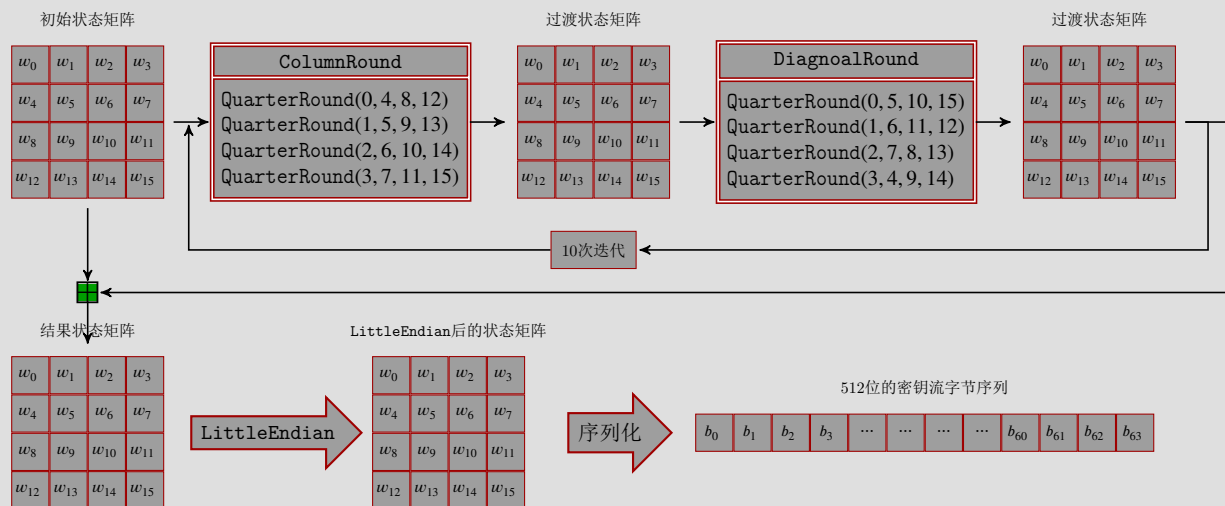 初始状态矩阵
过渡状态矩阵
过渡状态矩阵
w0 w1 w2 w3
w4 w5 w6 w7
w8 w9 w10 w11
w12 w13 w14 w15
ColumnRound
QuarterRound(0, 4, 8, 12)
QuarterRound(1, 5, 9, 13)
QuarterRound(2, 6, 10, 14)
QuarterRound(3, 7, 11, 15)
w0 w1 w2 w3
w4 w5 w6 w7
w8 w9 w10 w11
w12 w13 w14 w15
DiagnoalRound
QuarterRound(0, 5, 10, 15)
QuarterRound(1, 6, 11, 12)
QuarterRound(2, 7, 8, 13)
QuarterRound(3, 4, 9, 14)
w0 w1 w2 w3
w4 w5 w6 w7
w8 w9 w10 w11
w12 w13 w14 w15
10次迭代
结果状态矩阵
w0 w1 w2 w3
w4 w5 w6 w7
w8 w9 w10 w11
w12 w13 w14 w15
LittleEndian
LittleEndian后的状态矩阵
w0 w1 w2 w3
w4 w5 w6 w7
w8 w9 w10 w11
w12 w13 w14 w15
序列化
512位的密钥流字节序列
b0 b1 b2 b3 ... ... ... ... b60 b61 b62 b63